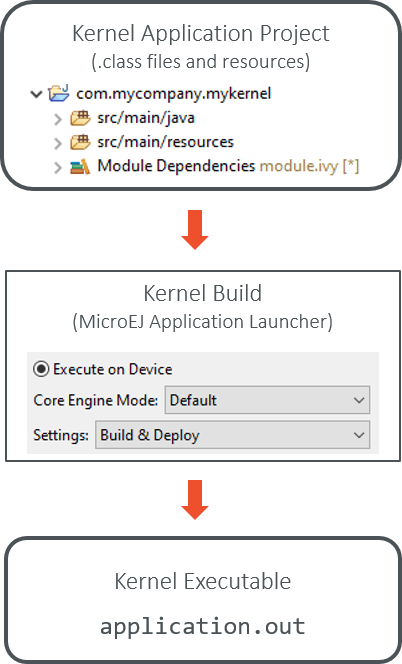 Kernel Application Project
(.class files and resources)
com.mycompany.mykernel
src/main/java
src/main/resources
Module Dependencies module.ivy [*]
Kernel Build
(MicroEJ Application Launcher)
Execute on Device
Core Engine Mode: Default
Settings: Build & Deploy
Kernel Executable
application.out